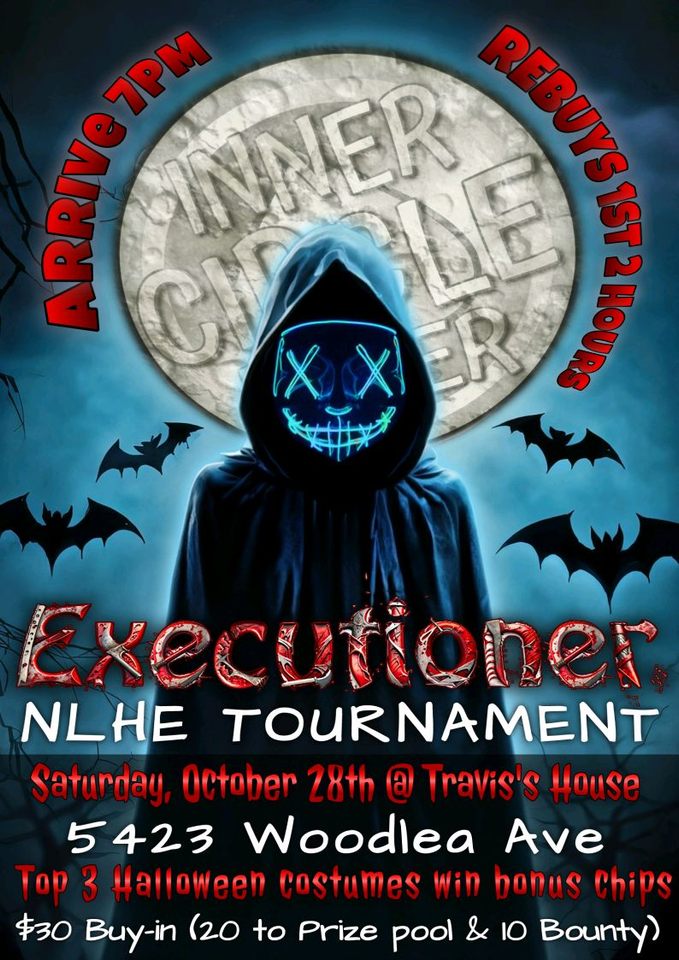 ARRIVE 7PM
REBUYS 1ST 2 HOURS
INNER
CIRCLE
Executioner
NLHE TOURNAMENT
Saturday, October 28th @ Travis's House
5423 Woodlea Ave
Top 3 Halloween costumes win bonus chips
$30 Buy-in (20 to Prize pool & 10 Bounty)